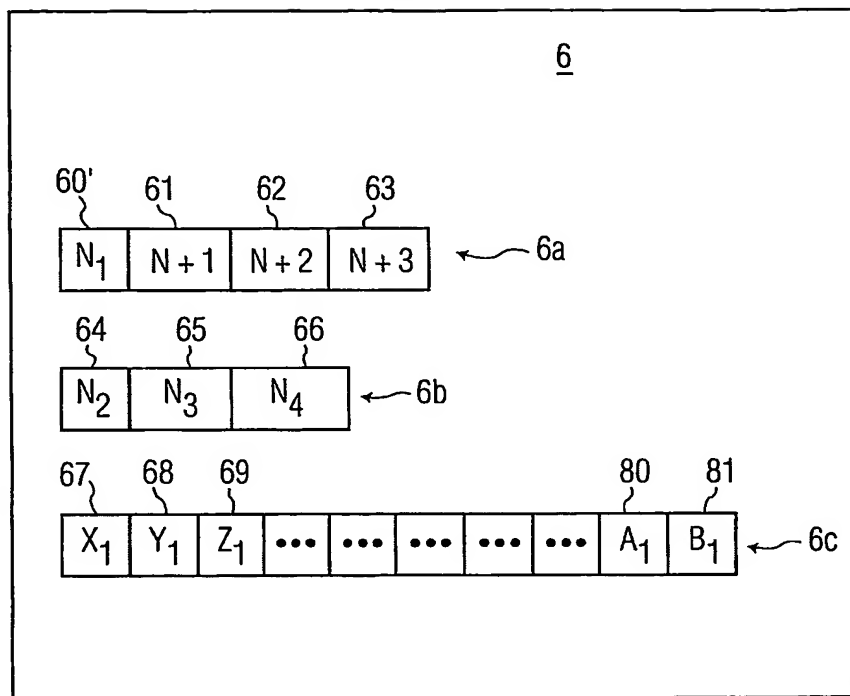 6
60' 61 62 63
N₁ N + 1 N + 2 N + 3 6a
64 65 66
N₂ N₃ N₄ 6b
67 68 69 80 81
X₁ Y₁ Z₁ ••• ••• ••• ••• ••• A₁ B₁ 6c